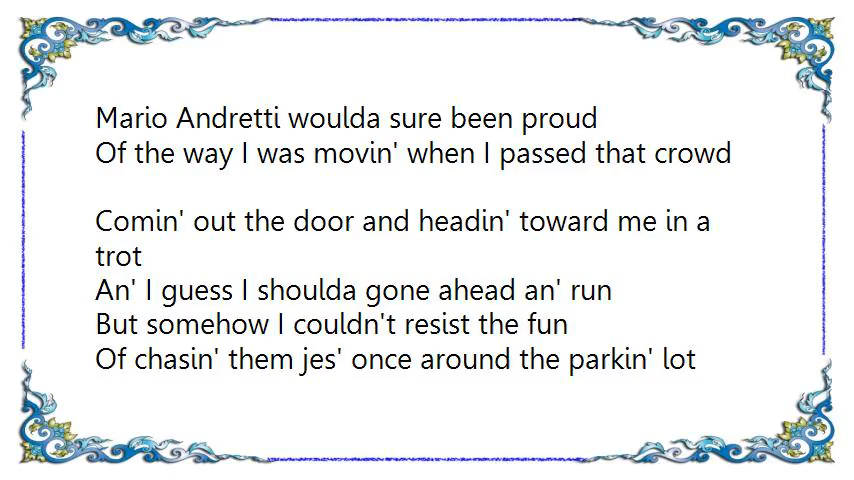 Mario Andretti woulda sure been proud
Of the way I was movin' when I passed that crowd
Comin' out the door and headin' toward me in a
trot
An' I guess I shoulda gone ahead an' run
But somehow I couldn't resist the fun
Of chasin' them jes' once around the parkin' lot